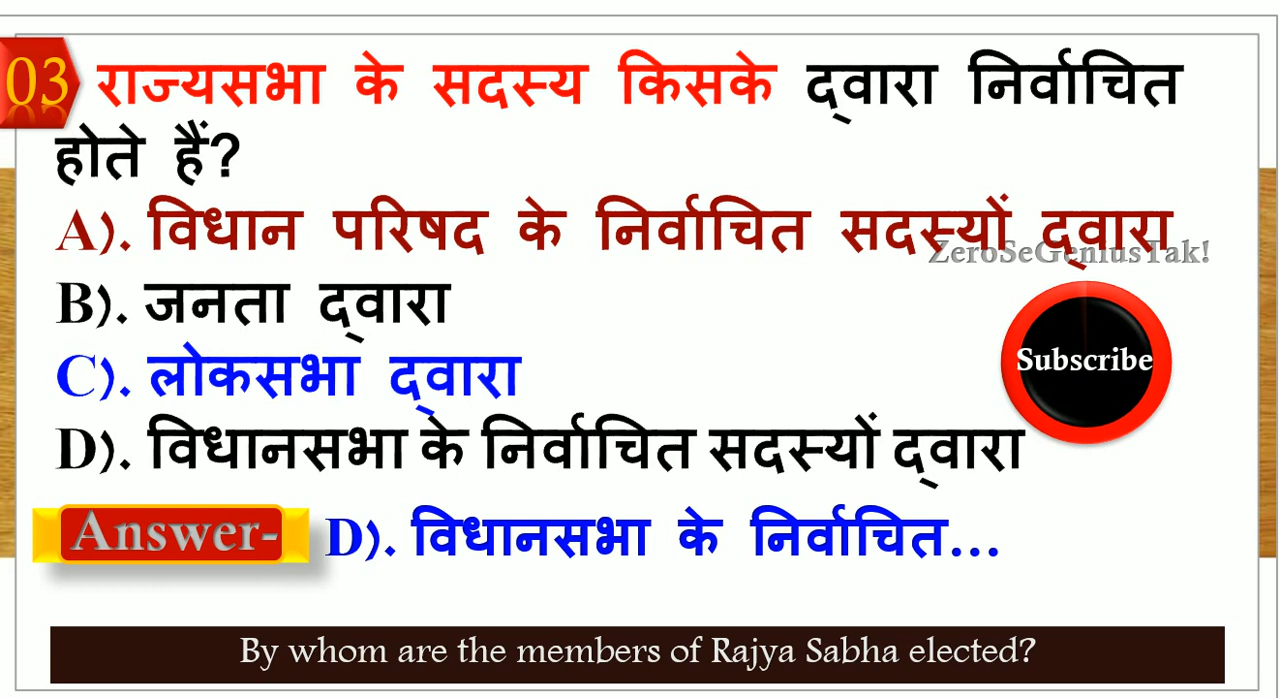 03 राज्यसभा के सदस्य किसके द्वारा निर्वाचित
होते हैं?
A). विधान परिषद के निर्वाचित सदस्यों द्वारा
ZeroSeGeniusTak!
B). जनता द्वारा
Subscribe
C). लोकसभा द्वारा
D). विधानसभा के निर्वाचित सदस्यों द्वारा
Answer- D). विधानसभा के निर्वाचित...
By whom are the members of Rajya Sabha elected?